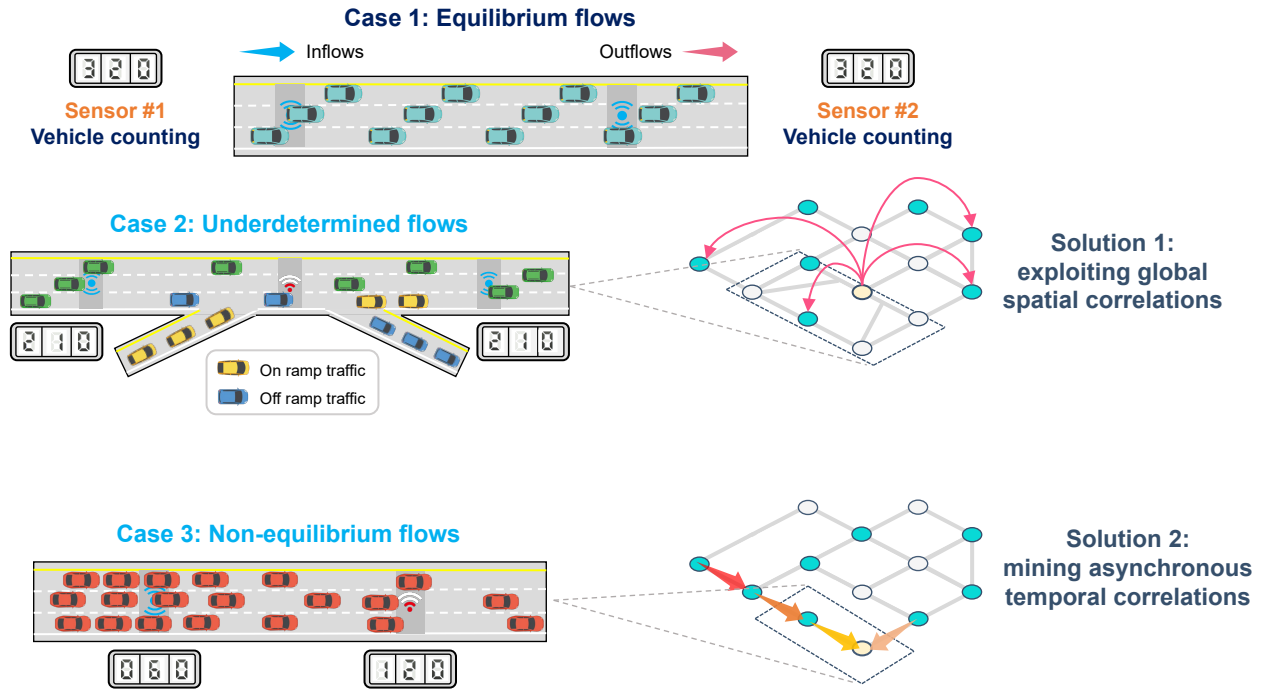 Case 1: Equilibrium flows
Inflows
Outflows
320
320
Sensor #1
Vehicle counting
Sensor #2
Vehicle counting
Case 2: Underdetermined flows
Solution 1:
exploiting global
spatial correlations
210
210
On ramp traffic
Off ramp traffic
Case 3: Non-equilibrium flows
Solution 2:
mining asynchronous
temporal correlations
060
120